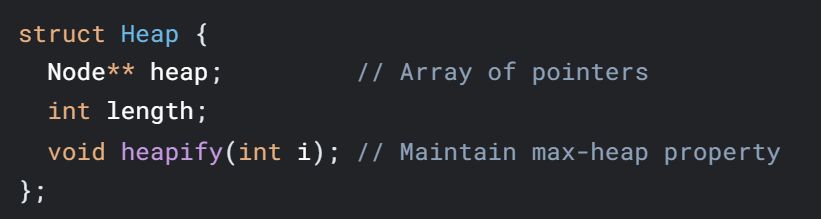 struct Heap {
  Node** heap;         // Array of pointers
  int length;
  void heapify(int i); // Maintain max-heap property
};